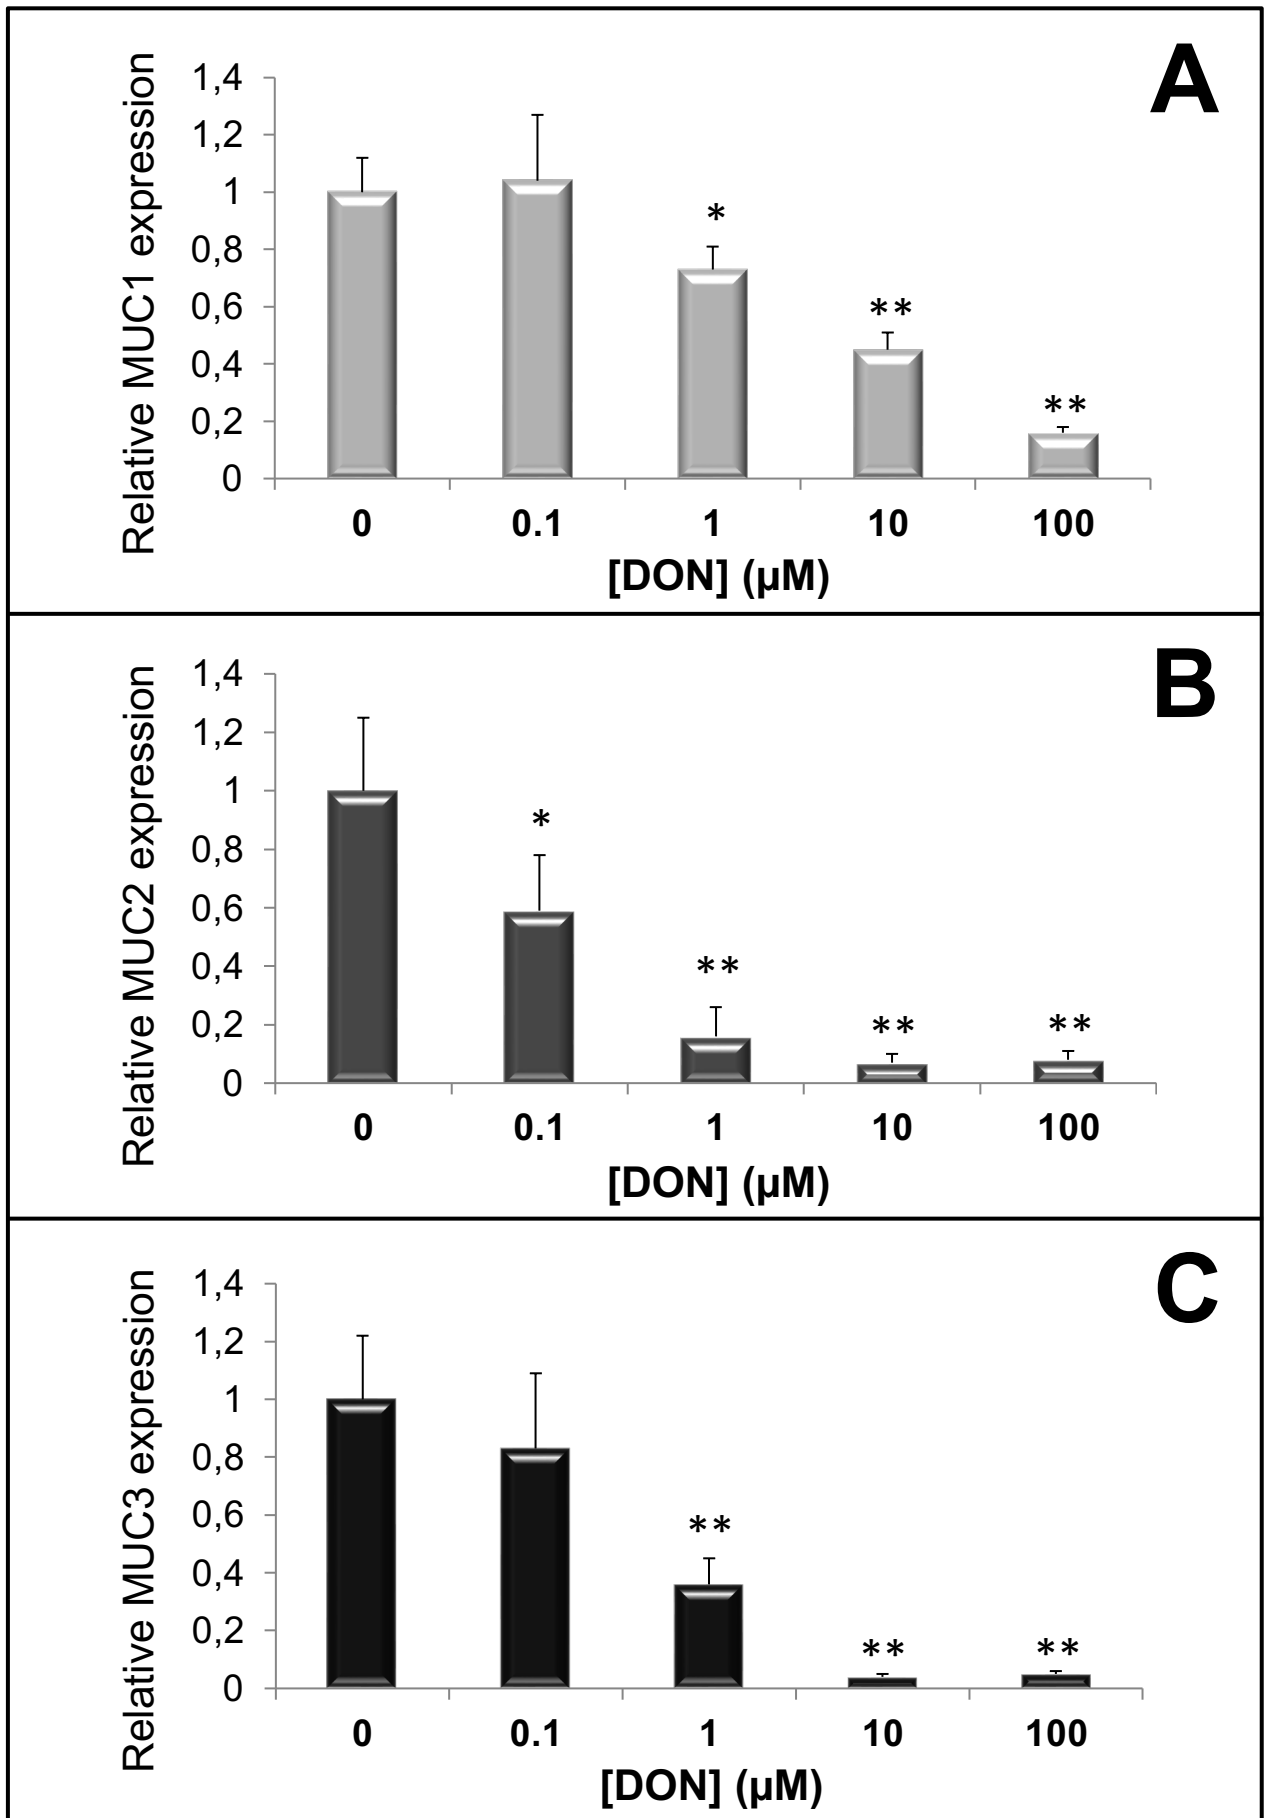 A
Relative MUC1 expression
1,4
1,2
1
0,8
0,6
0,4
0,2
0
*
**
**
0 0.1 1 10 100
[DON] (µM)
B
Relative MUC2 expression
1,4
1,2
1
0,8
0,6
0,4
0,2
0
*
**
**
**
0 0.1 1 10 100
[DON] (µM)
C
Relative MUC3 expression
1,4
1,2
1
0,8
0,6
0,4
0,2
0
**
**
**
0 0.1 1 10 100
[DON] (µM)